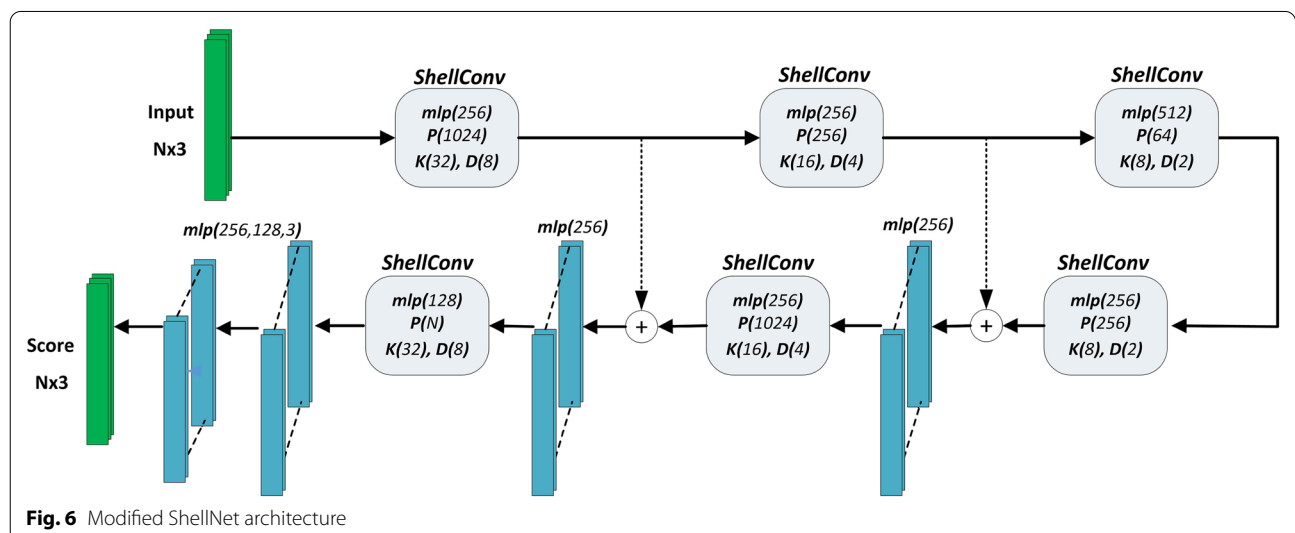 Input
Nx3
ShellConv
mlp(256)
P(1024)
K(32), D(8)
ShellConv
mlp(256)
P(256)
K(16), D(4)
ShellConv
mlp(512)
P(64)
K(8), D(2)
Score
Nx3
mlp(256,128,3)
ShellConv
mlp(128)
P(N)
K(32), D(8)
mlp(256)
+
ShellConv
mlp(256)
P(1024)
K(16), D(4)
mlp(256)
+
ShellConv
mlp(256)
P(256)
K(8), D(2)
Fig. 6 Modified ShellNet architecture